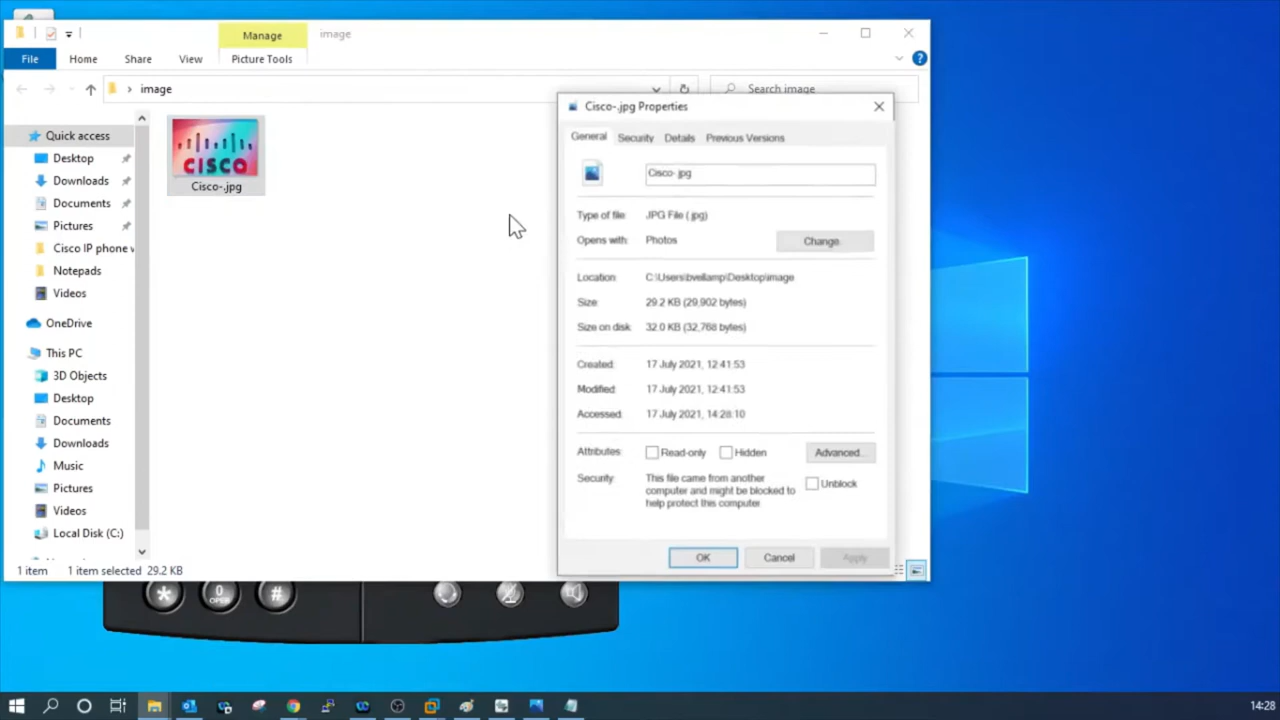 Manage
image
File
Home
Share
View
Picture Tools
image
Search image
Quick access
Desktop
Downloads
Documents
Pictures
Cisco IP phone w
Notepads
Videos
OneDrive
This PC
3D Objects
Desktop
Documents
Downloads
Music
Pictures
Videos
Local Disk (C:)
1 item
1 item selected 29.2 KB
CISCO
Cisco-.jpg
Cisco-.jpg Properties
General
Security
Details
Previous Versions
Cisco-.jpg
Type of file: JPG File (.jpg)
Opens with: Photos
Change...
Location: C:\Users\bvellamp\Desktop\image
Size: 29.2 KB (29,902 bytes)
Size on disk: 32.0 KB (32,768 bytes)
Created: 17 July 2021, 12:41:53
Modified: 17 July 2021, 12:41:53
Accessed: 17 July 2021, 14:28:10
Attributes: Read-only Hidden Advanced...
Security: This file came from another
computer and might be blocked to
help protect this computer.
Unblock
OK
Cancel
Apply
* 0 #
OPER
14:28